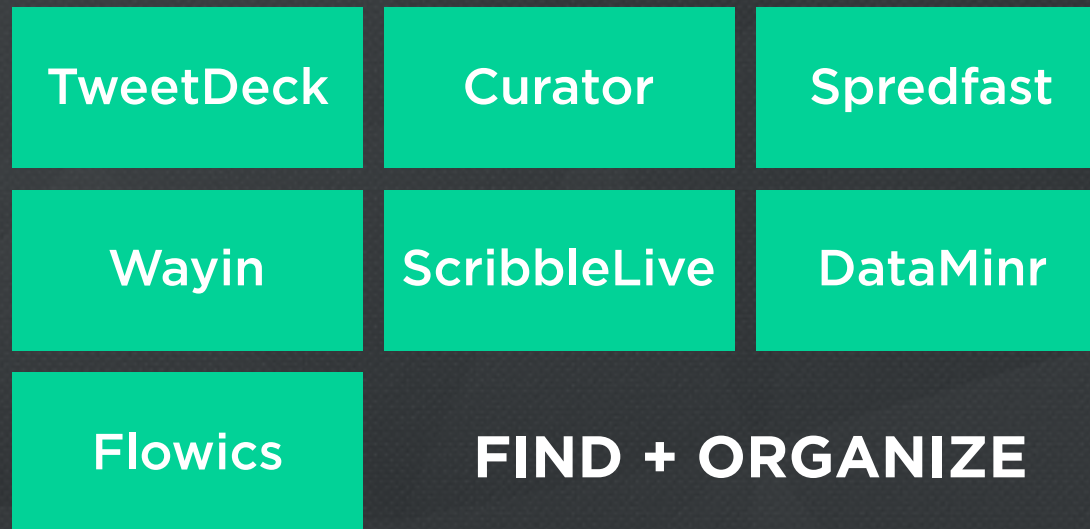 TweetDeck
Curator
Spredfast
Wayin
ScribbleLive
DataMinr
Flowics
FIND + ORGANIZE